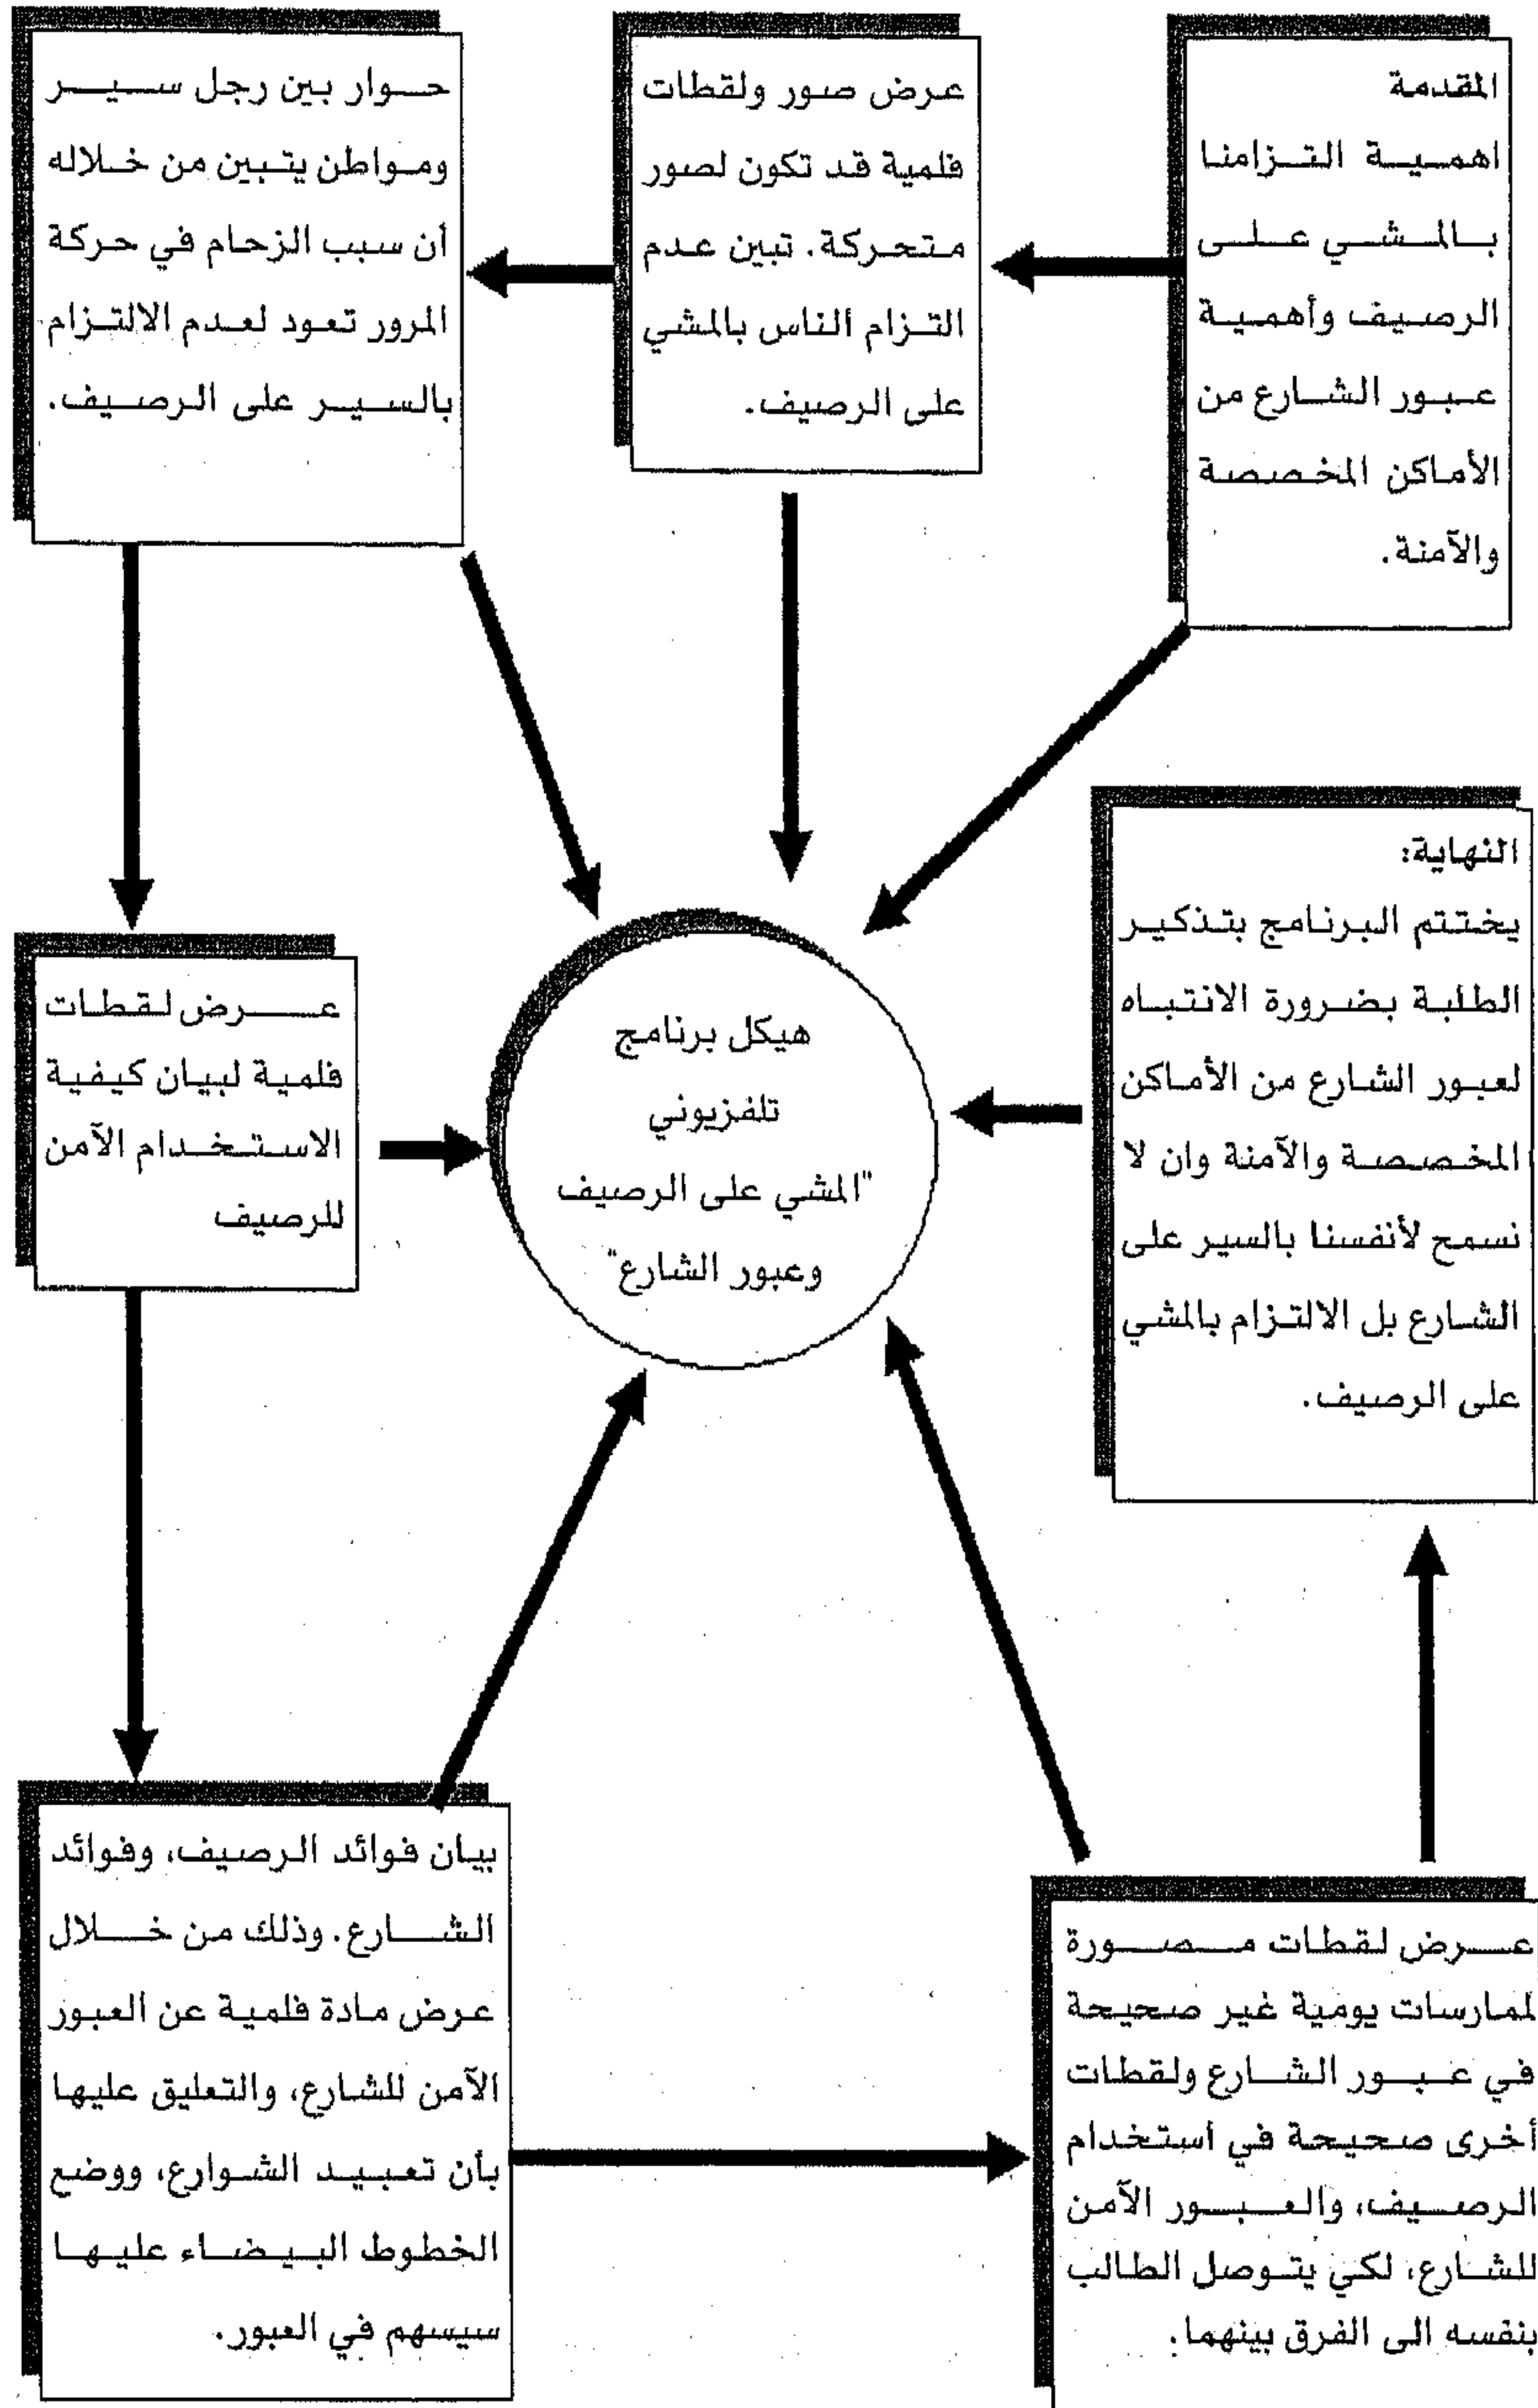 المقدمة
اهمية التزامنا
بالمشي على
الرصيف وأهمية
عبور الشارع من
الأماكن المخصصة
والآمنة.
عرض صور ولقطات
فلمية قد تكون لصور
متحركة. تبين عدم
التزام الناس بالمشي
على الرصيف.
حوار بين رجل سير
ومواطن يتبين من خلاله
أن سبب الزحام في حركة
المرور تعود لعدم الالتزام
بالسير على الرصيف.
عرض لقطات
فلمية لبيان كيفية
الاستخدام الآمن
للرصيف
بيان فوائد الرصيف، وفوائد
الشارع. وذلك من خلال
عرض مادة فلمية عن العبور
الآمن للشارع، والتعليق عليها
بأن تعبيد الشوارع، ووضع
الخطوط البيضاء عليها
سيسهم في العبور.
عرض لقطات مصورة
لممارسات يومية غير صحيحة
في عبور الشارع ولقطات
أخرى صحيحة في استخدام
الرصيف، والعبور الآمن
للشارع، لكي يتوصل الطالب
بنفسه الى الفرق بينهما.
النهاية:
يختتم البرنامج بتذكير
الطلبة بضرورة الانتباه
لعبور الشارع من الأماكن
المخصصة والآمنة وان لا
نسمح لأنفسنا بالسير على
الشارع بل الالتزام بالمشي
على الرصيف.
هيكل برنامج
تلفزيوني
"المشي على الرصيف
وعبور الشارع"